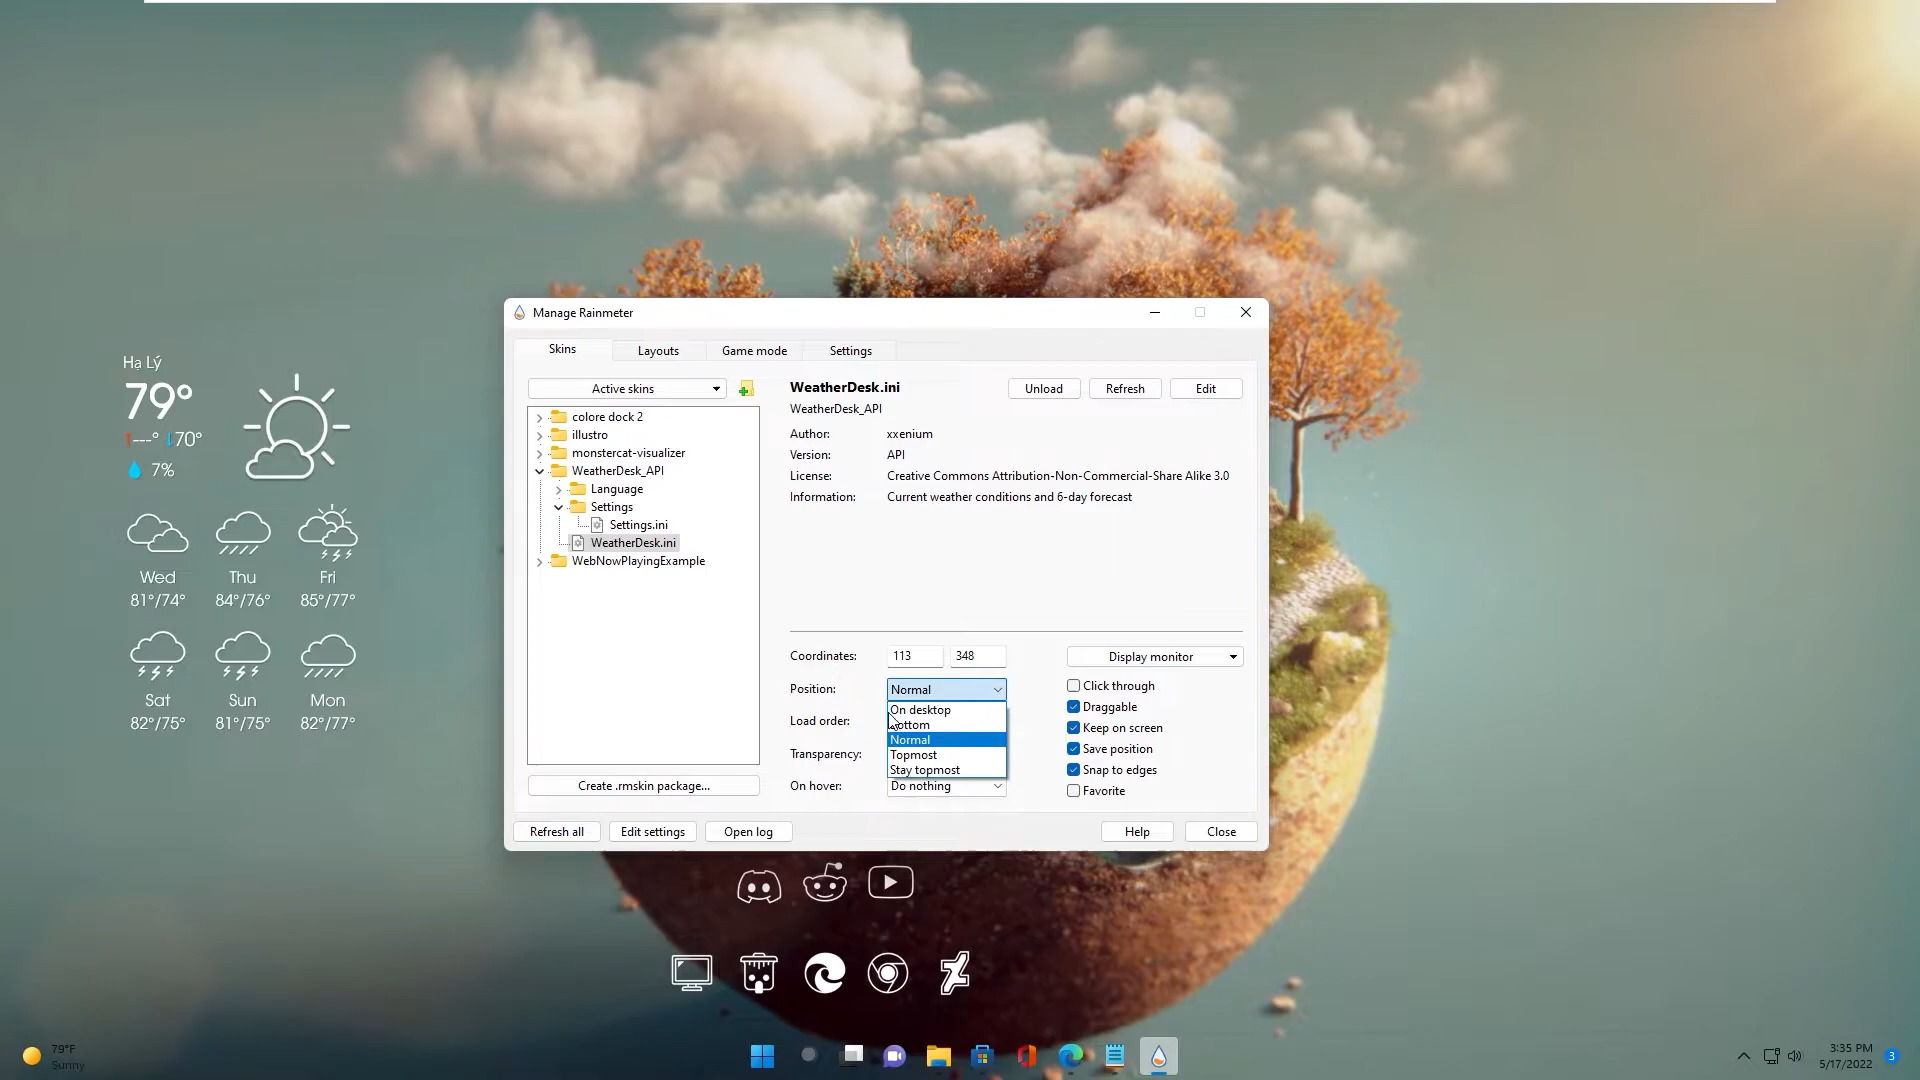 Hạ Lý
79°
---° 70°
7%
Wed
Thu
Fri
81°/74°
84°/76°
85°/77°
Sat
Sun
Mon
82°/75°
81°/75°
82°/77°
Manage Rainmeter
Skins
Layouts
Game mode
Settings
Active skins
colore dock 2
illustro
monstercat-visualizer
WeatherDesk_API
Language
Settings
Settings.ini
WeatherDesk.ini
WebNowPlayingExample
Create .rmskin package...
WeatherDesk.ini
Unload
Refresh
Edit
WeatherDesk_API
Author: xxenium
Version: API
License: Creative Commons Attribution-Non-Commercial-Share Alike 3.0
Information: Current weather conditions and 6-day forecast
Coordinates: 113 348
Position: Normal
On desktop
Bottom
Normal
Topmost
Stay topmost
Load order:
Transparency:
On hover: Do nothing
Display monitor
Click through
Draggable
Keep on screen
Save position
Snap to edges
Favorite
Refresh all
Edit settings
Open log
Help
Close
79°F
Sunny
3:35 PM
5/17/2022
3